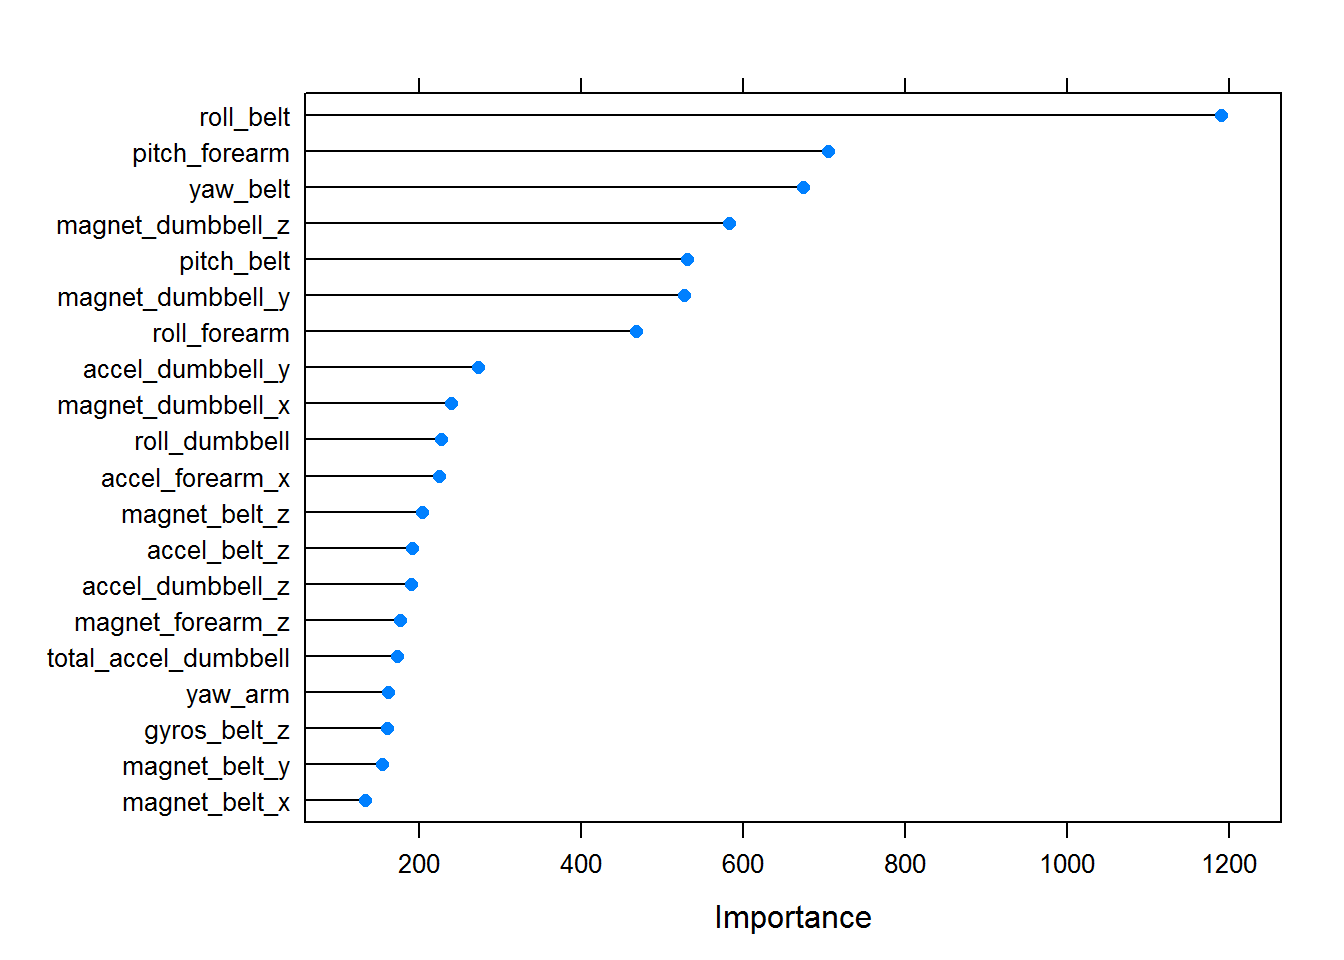 roll_belt
pitch_forearm
yaw_belt
magnet_dumbbell_z
pitch_belt
magnet_dumbbell_y
roll_forearm
accel_dumbbell_y
magnet_dumbbell_x
roll_dumbbell
accel_forearm_x
magnet_belt_z
accel_belt_z
accel_dumbbell_z
magnet_forearm_z
total_accel_dumbbell
yaw_arm
gyros_belt_z
magnet_belt_y
magnet_belt_x
200 400 600 800 1000 1200
Importance